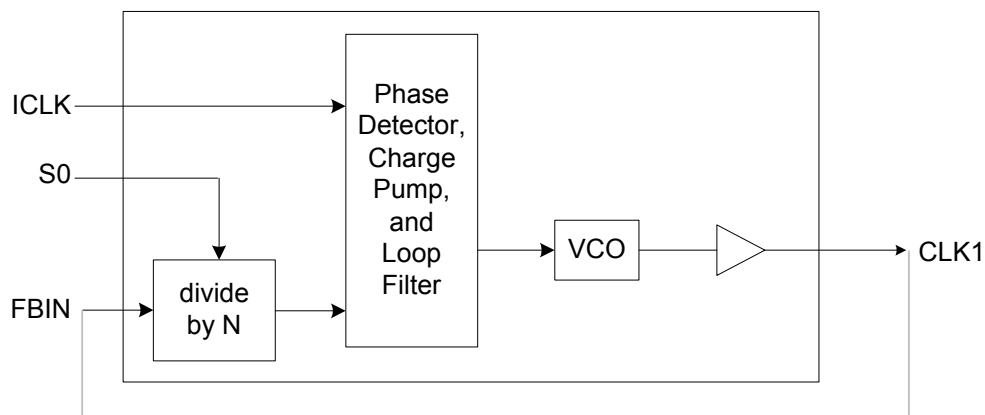 ICLK
S0
FBIN
divide
by N
Phase
Detector,
Charge
Pump,
and
Loop
Filter
VCO
CLK1